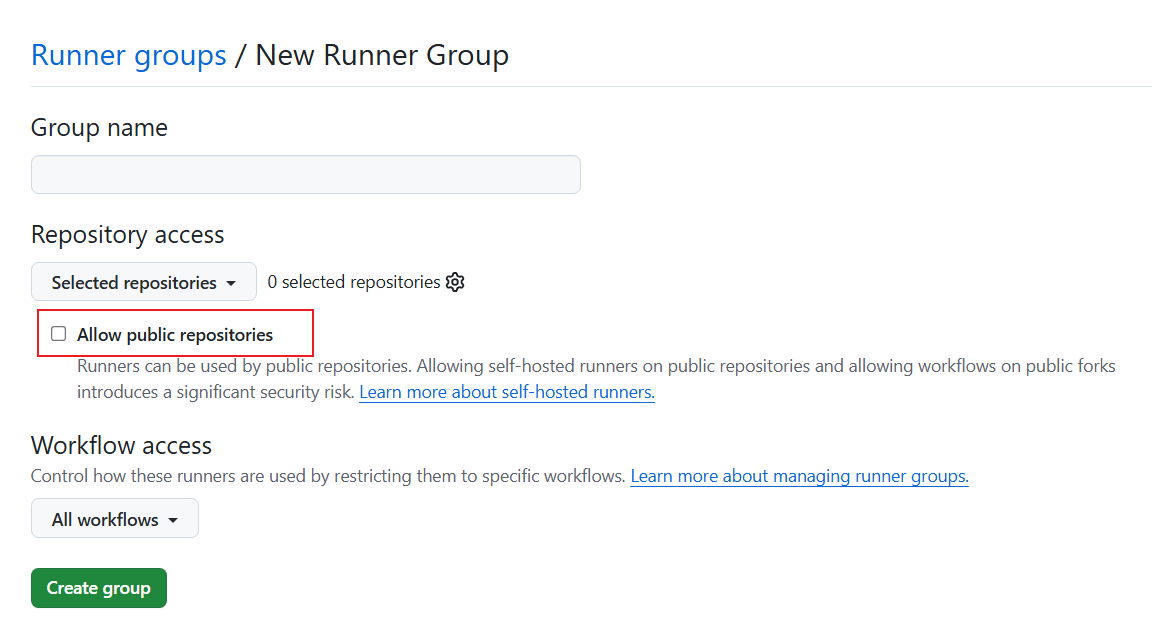 Runner groups / New Runner Group
Group name
Repository access
Selected repositories
0 selected repositories
Allow public repositories
Runners can be used by public repositories. Allowing self-hosted runners on public repositories and allowing workflows on public forks
introduces a significant security risk. Learn more about self-hosted runners.
Workflow access
Control how these runners are used by restricting them to specific workflows. Learn more about managing runner groups.
All workflows
Create group